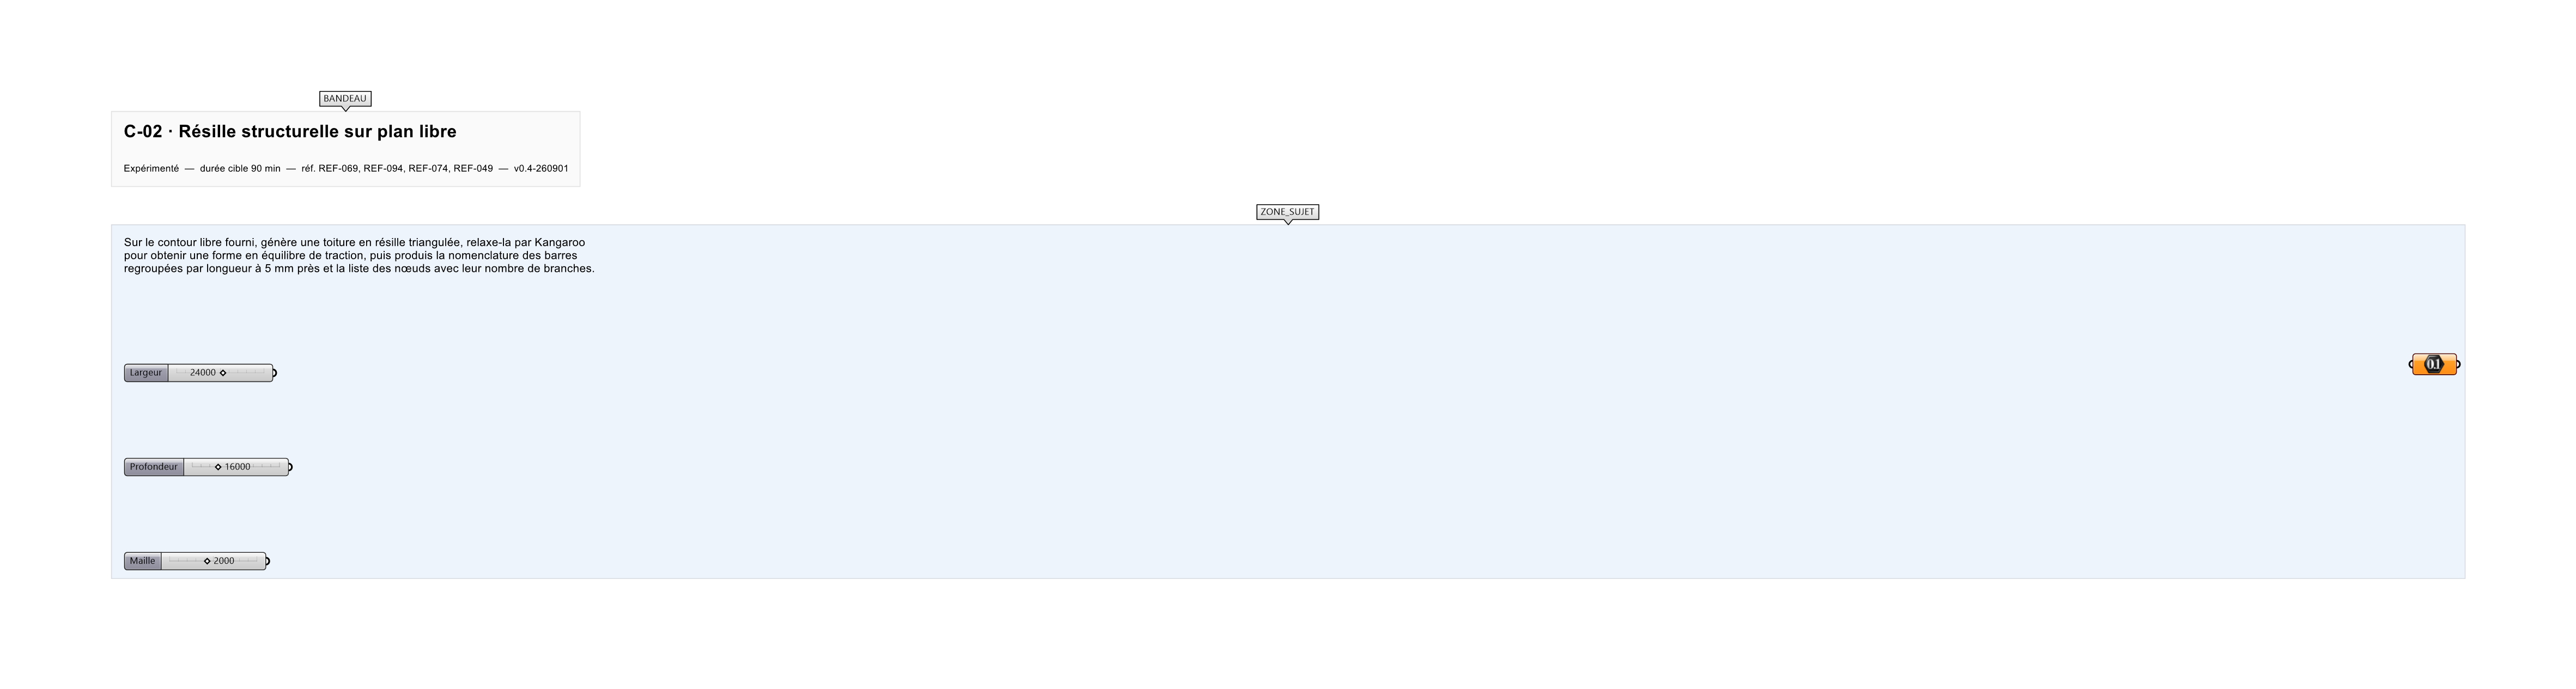 BANDEAU
C-02 · Résille structurelle sur plan libre
Expérimenté — durée cible 90 min — réf. REF-069, REF-094, REF-074, REF-049 — v0.4-260901
ZONE_SUJET
Sur le contour libre fourni, génère une toiture en résille triangulée, relaxe-la par Kangaroo
pour obtenir une forme en équilibre de traction, puis produis la nomenclature des barres
regroupées par longueur à 5 mm près et la liste des nœuds avec leur nombre de branches.
Largeur 24000
0.1
Profondeur 16000
Maille 2000